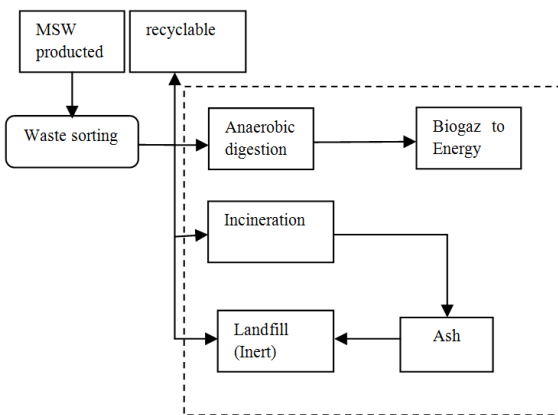 MSW
producted
recyclable
Waste sorting
Anaerobic
digestion
Biogaz to
Energy
Incineration
Landfill
(Inert)
Ash